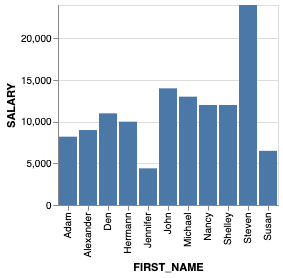 20,000
15,000
10,000
5,000
0
SALARY
Adam
Alexander
Den
Hermann
Jennifer
John
Michael
Nancy
Shelley
Steven
Susan
FIRST_NAME